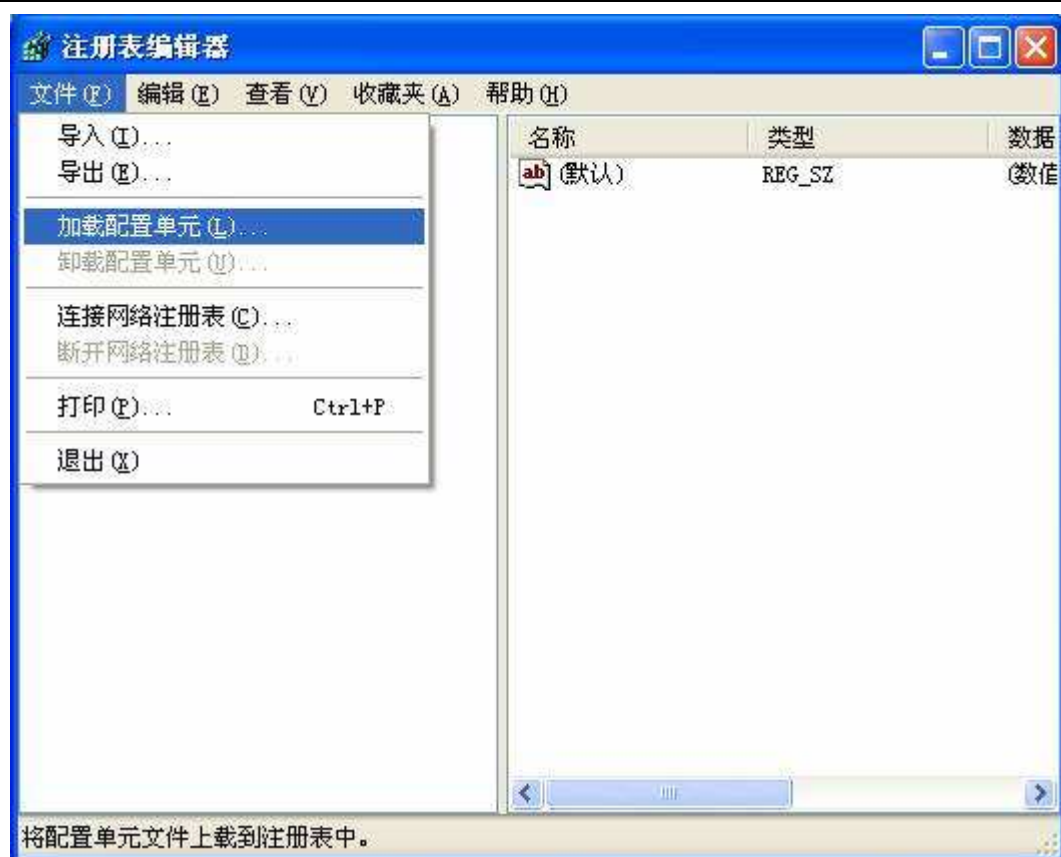 注册表编辑器
文件(F) 编辑(E) 查看(V) 收藏夹(A) 帮助(H)
导入(I)...
导出(E)...
加载配置单元(L)...
卸载配置单元(U)...
连接网络注册表(C)...
断开网络注册表(D)...
打印(P)... Ctrl+P
退出(X)
名称 类型 数据
ab (默认) REG_SZ (数值
将配置单元文件上载到注册表中。